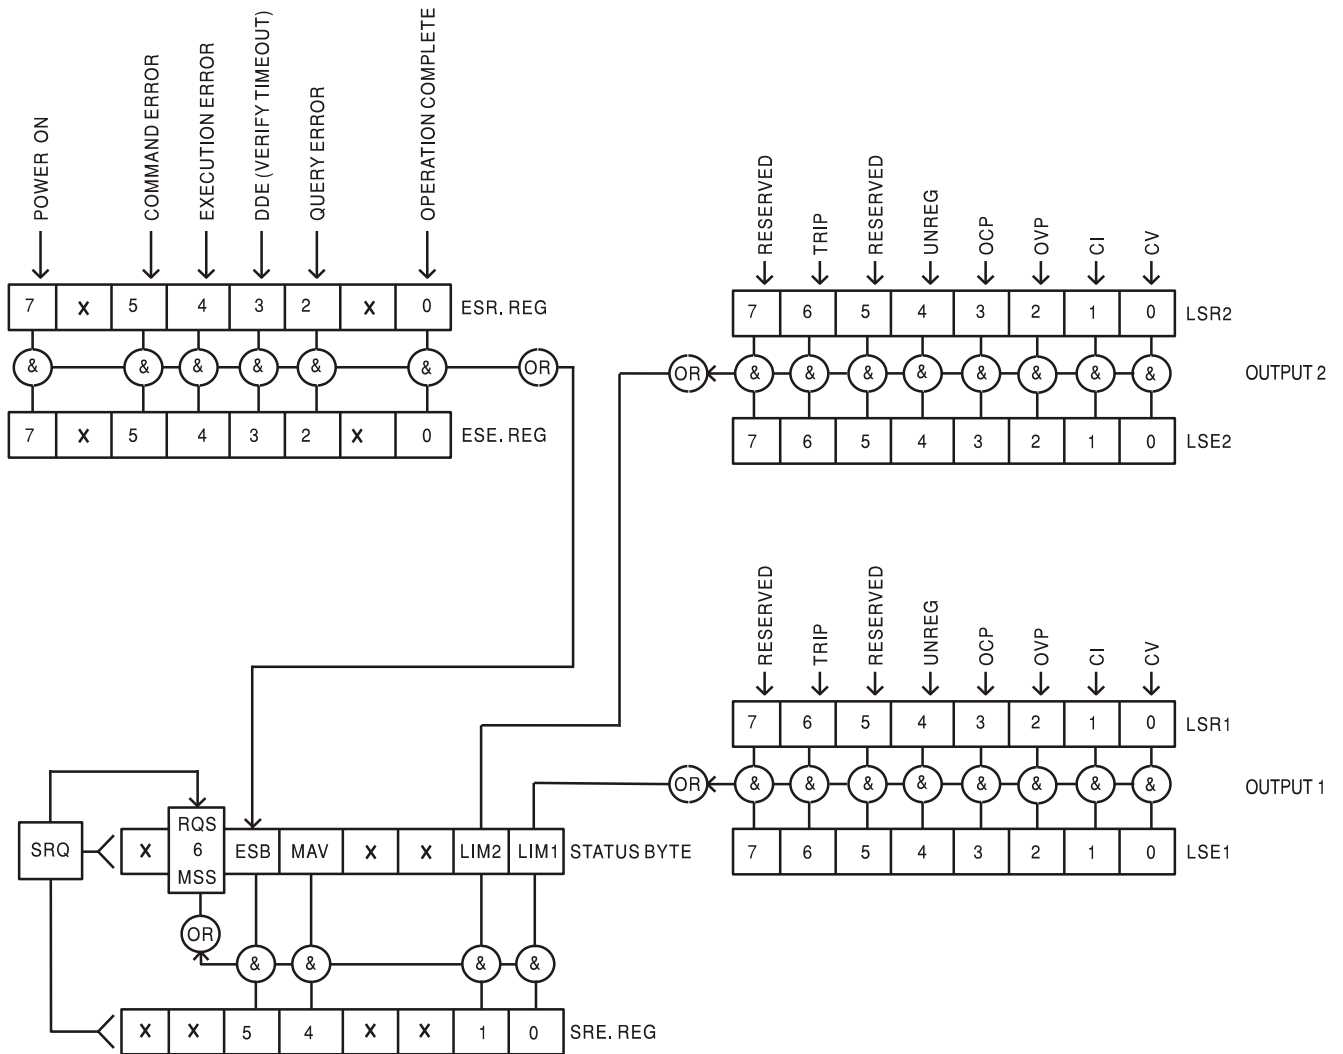 POWER ON
COMMAND ERROR
EXECUTION ERROR
DDE (VERIFY TIMEOUT)
QUERY ERROR
OPERATION COMPLETE
7 X 5 4 3 2 X 0 ESR. REG
& & & & & & OR
7 X 5 4 3 2 X 0 ESE. REG
RESERVED
TRIP
RESERVED
UNREG
OCP
OVP
CI
CV
7 6 5 4 3 2 1 0 LSR2
OR & & & & & & & & OUTPUT 2
7 6 5 4 3 2 1 0 LSE2
RESERVED
TRIP
RESERVED
UNREG
OCP
OVP
CI
CV
7 6 5 4 3 2 1 0 LSR1
OR & & & & & & & & OUTPUT 1
7 6 5 4 3 2 1 0 LSE1
SRQ
X
RQS
6
MSS
ESB MAV X X LIM2 LIM1 STATUS BYTE
OR
& & & &
X X 5 4 X X 1 0 SRE. REG